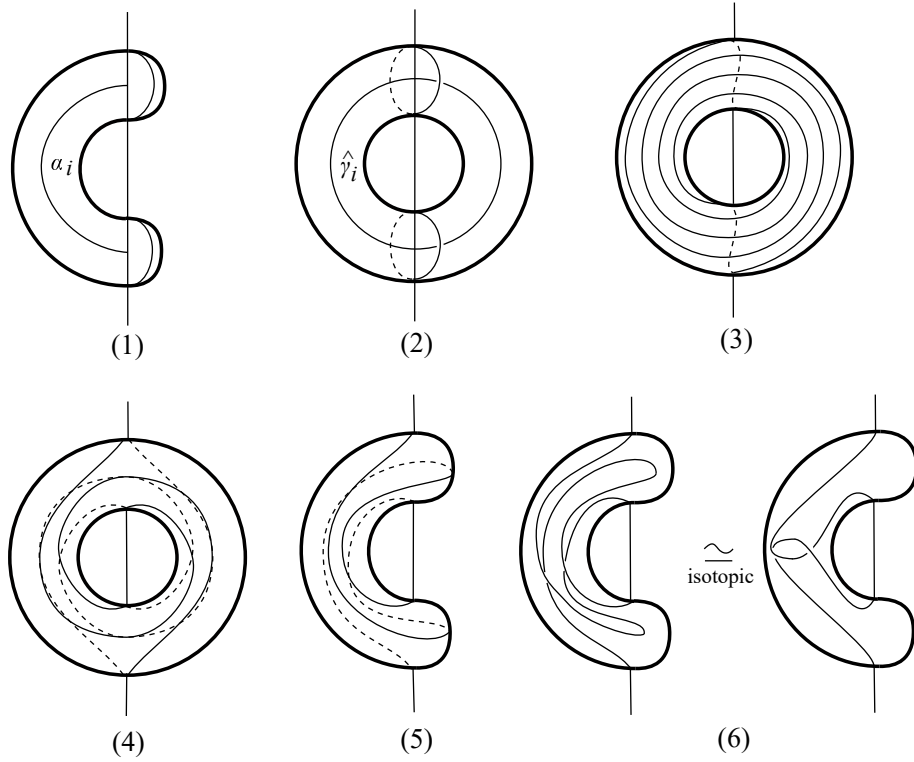 α_i
(1)
γ̂_i
(2)
(3)
(4)
(5)
≃
isotopic
(6)